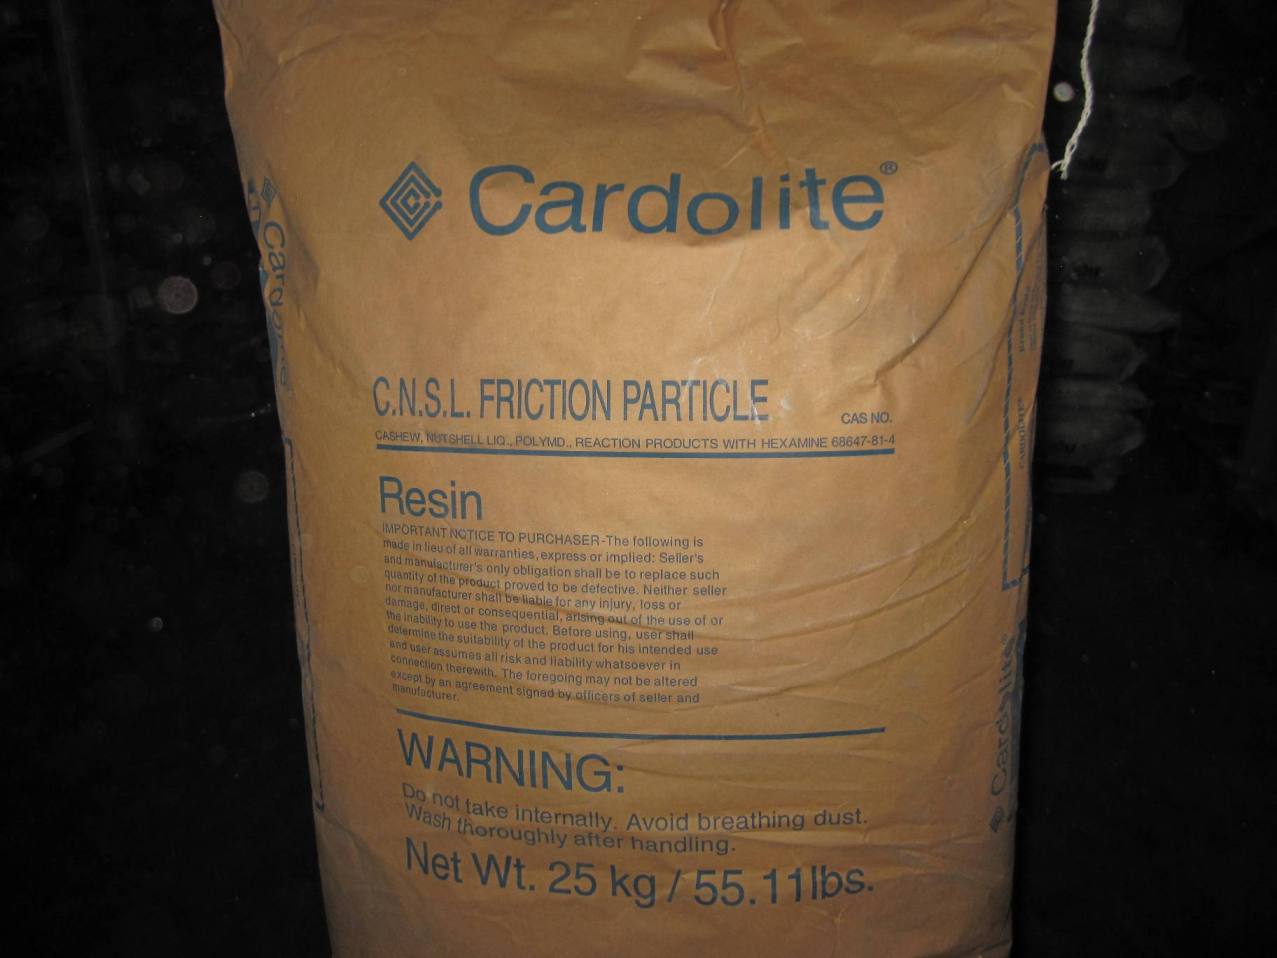 Cardolite®
C.N.S.L. FRICTION PARTICLE
CAS NO.
CASHEW, NUTSHELL LIQ., POLYMD., REACTION PRODUCTS WITH HEXAMINE 68647-81-4
Resin
IMPORTANT NOTICE TO PURCHASER-The following is
made in lieu of all warranties, express or implied: Seller's
and manufacturer's only obligation shall be to replace such
quantity of the product proved to be defective. Neither seller
nor manufacturer shall be liable for any injury, loss or
damage, direct or consequential, arising out of the use of or
the inability to use the product. Before using, user shall
determine the suitability of the product for his intended use
and user assumes all risk and liability whatsoever in
connection therewith. The foregoing may not be altered
except by an agreement signed by officers of seller and
manufacturer.
WARNING:
Do not take internally. Avoid breathing dust.
Wash thoroughly after handling.
Net Wt. 25 kg / 55.11lbs.
Cardolite
CARDOLITE®
Cardolite®